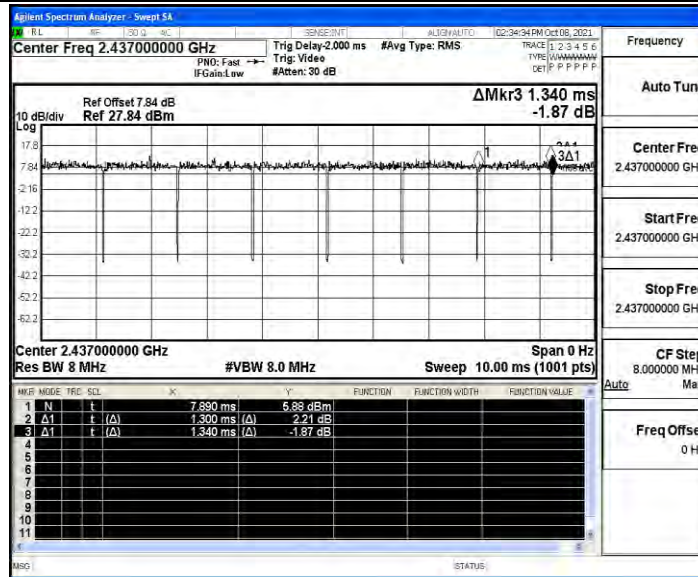 Agilent Spectrum Analyzer - Swept SA
RL RF 50 Ω AC SENSE:INT ALIGNAUTO 02:34:34 PM Oct 08, 2021
Center Freq 2.437000000 GHz
Trig Delay-2.000 ms #Avg Type: RMS
TRACE 1 2 3 4 5 6
PNO: Fast Trig: Video
TYPE WWWWWW
IFGain:Low #Atten: 30 dB
DET P P P P P P
Frequency
Auto Tun
ΔMkr3 1.340 ms
-1.87 dB
Ref Offset 7.84 dB
10 dB/div Ref 27.84 dBm
Log
17.8
7.84
-2.16
-12.2
-22.2
-32.2
-42.2
-52.2
-62.2
1
3Δ1
Center Fre
2.437000000 GH
Start Fre
2.437000000 GH
Stop Fre
2.437000000 GH
Center 2.437000000 GHz Span 0 Hz
Res BW 8 MHz #VBW 8.0 MHz Sweep 10.00 ms (1001 pts)
CF Step
8.000000 MH
Auto Ma
Freq Offse
0 H
MKR MODE TRC SCL X Y FUNCTION FUNCTION WIDTH FUNCTION VALUE
1 N t 7.890 ms 5.88 dBm
2 Δ1 t (Δ) 1.300 ms (Δ) 2.21 dB
3 Δ1 t (Δ) 1.340 ms (Δ) -1.87 dB
4
5
6
7
8
9
10
11
MSG STATUS